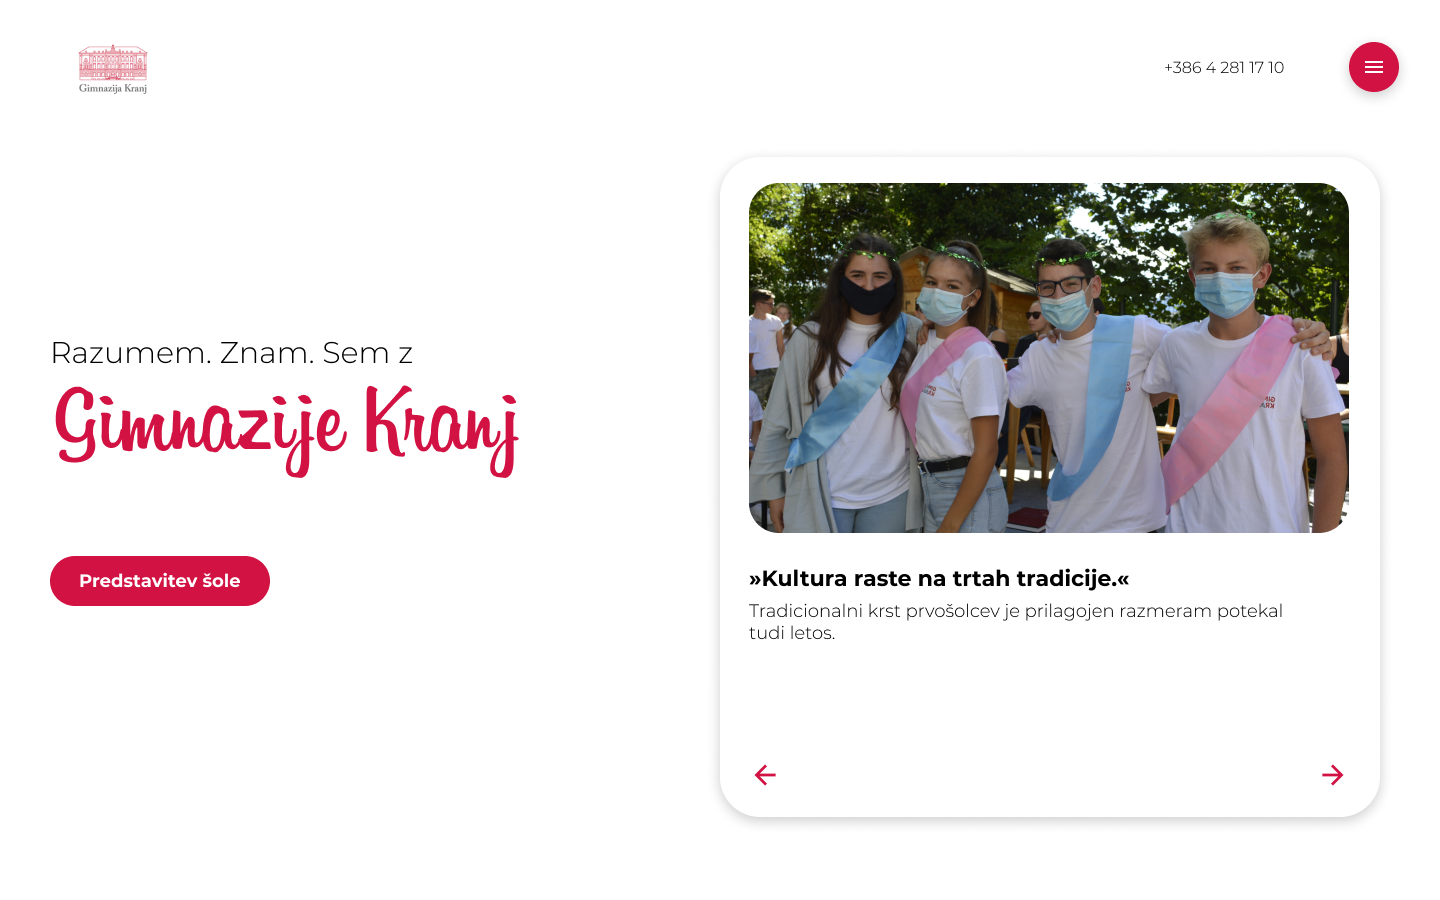 Gimnazija Kranj
+386 4 281 17 10
Razumem. Znam. Sem z
Gimnazije Kranj
Predstavitev šole
»Kultura raste na trtah tradicije.«
Tradicionalni krst prvošolcev je prilagojen razmeram potekal
tudi letos.